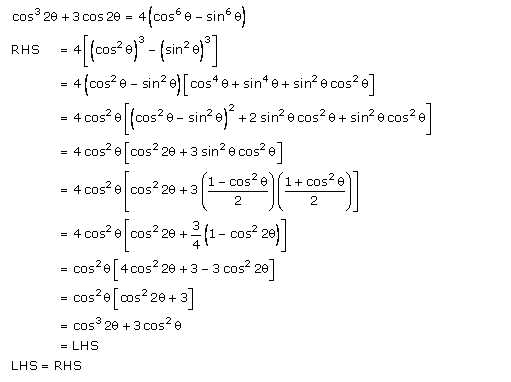 cos³ 2θ + 3 cos 2θ = 4 (cos⁶ θ − sin⁶ θ)
RHS = 4 [(cos² θ)³ − (sin² θ)³]
= 4 (cos² θ − sin² θ) [cos⁴ θ + sin⁴ θ + sin² θ cos² θ]
= 4 cos² θ [(cos² θ − sin² θ)² + 2 sin² θ cos² θ + sin² θ cos² θ]
= 4 cos² θ [cos² 2θ + 3 sin² θ cos² θ]
= 4 cos² θ [cos² 2θ + 3 ((1 − cos² θ)/2) ((1 + cos² θ)/2)]
= 4 cos² θ [cos² 2θ + 3/4 (1 − cos² 2θ)]
= cos² θ [4 cos² 2θ + 3 − 3 cos² 2θ]
= cos² θ [cos² 2θ + 3]
= cos³ 2θ + 3 cos² θ
= LHS
LHS = RHS